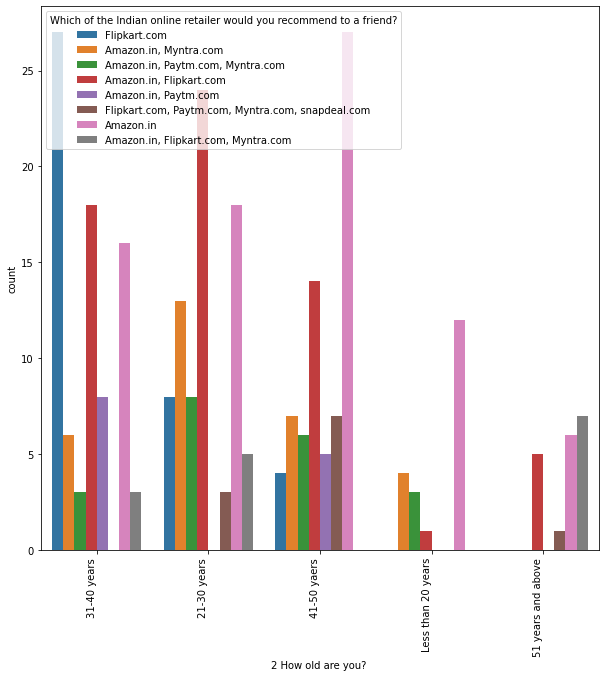 Which of the Indian online retailer would you recommend to a friend?
Flipkart.com
Amazon.in, Myntra.com
Amazon.in, Paytm.com, Myntra.com
Amazon.in, Flipkart.com
Amazon.in, Paytm.com
Flipkart.com, Paytm.com, Myntra.com, snapdeal.com
Amazon.in
Amazon.in, Flipkart.com, Myntra.com
25
20
15
10
5
0
count
31-40 years
21-30 years
41-50 yaers
Less than 20 years
51 years and above
2 How old are you?